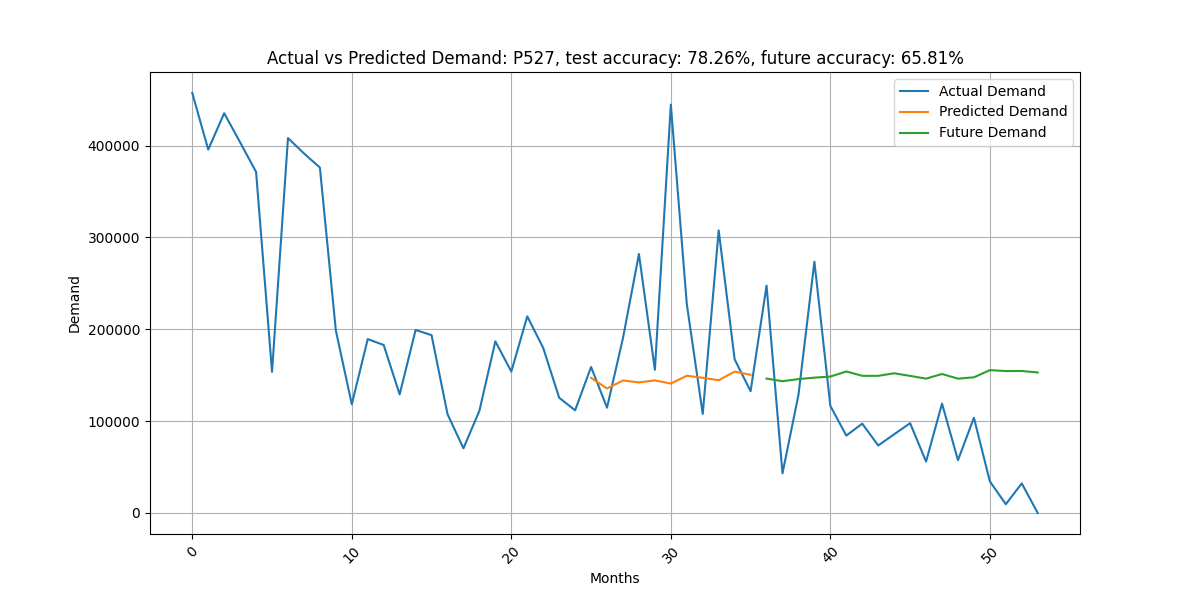 Actual vs Predicted Demand: P527, test accuracy: 78.26%, future accuracy: 65.81%
Actual Demand
Predicted Demand
Future Demand
400000
300000
200000
100000
0
Demand
0
10
20
30
40
50
Months